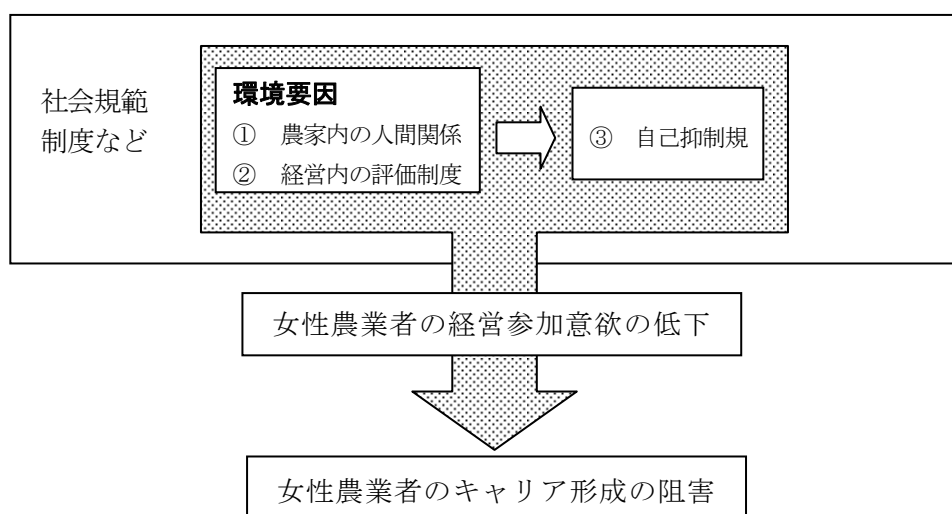 社会規範
制度など
環境要因
① 農家内の人間関係
② 経営内の評価制度
③ 自己抑制規
女性農業者の経営参加意欲の低下
女性農業者のキャリア形成の阻害